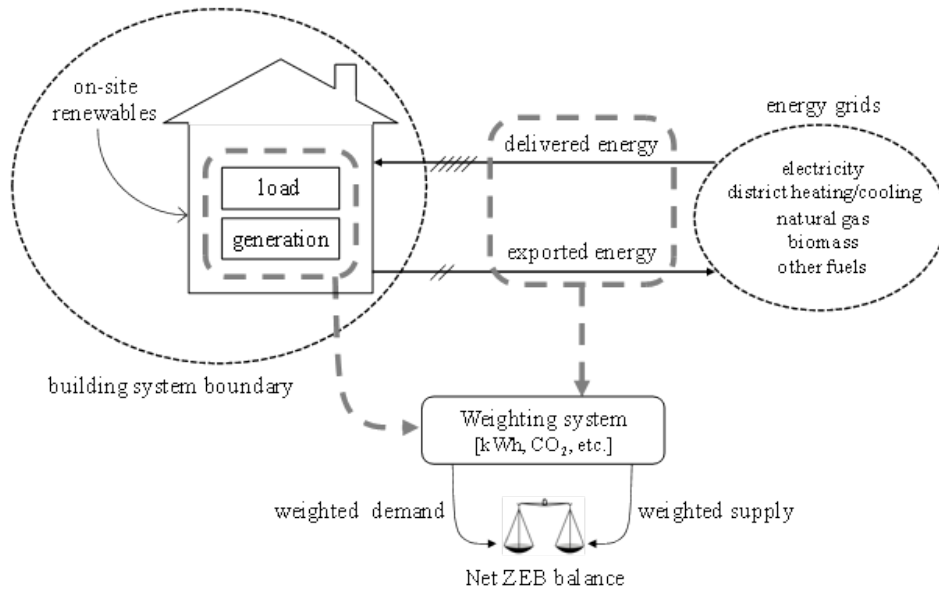 on-site
renewables
load
generation
building system boundary
delivered energy
exported energy
energy grids
electricity
district heating/cooling
natural gas
biomass
other fuels
Weighting system
[kWh, CO₂, etc.]
weighted demand
weighted supply
Net ZEB balance